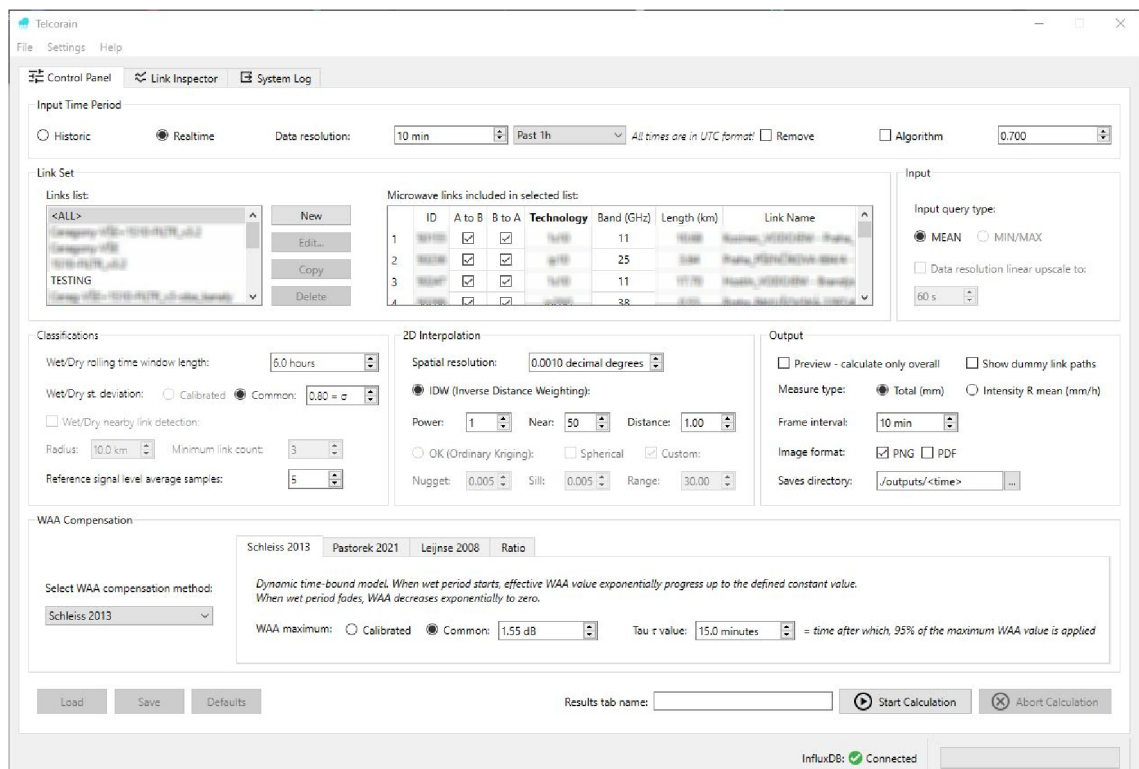 Telcorain
File Settings Help
Control Panel Link Inspector System Log
Input Time Period
Historic Realtime Data resolution: 10 min Past 1h All times are in UTC format! Remove Algorithm 0.700
Link Set
Links list:
<ALL>
TESTING
New
Edit...
Copy
Delete
Microwave links included in selected list:
ID A to B B to A Technology Band (GHz) Length (km) Link Name
1 11
2 25
3 11
4 38
Input
Input query type:
MEAN MIN/MAX
Data resolution linear upscale to:
60 s
Classifications
Wet/Dry rolling time window length: 6.0 hours
Wet/Dry st. deviation: Calibrated Common: 0.80 = σ
Wet/Dry nearby link detection:
Radius: 10.0 km Minimum link count: 3
Reference signal level average samples: 5
2D Interpolation
Spatial resolution: 0.0010 decimal degrees
IDW (Inverse Distance Weighting):
Power: 1 Near: 50 Distance: 1.00
OK (Ordinary Kriging): Spherical Custom:
Nugget: 0.005 Sill: 0.005 Range: 30.00
Output
Preview - calculate only overall Show dummy link paths
Measure type: Total (mm) Intensity R mean (mm/h)
Frame interval: 10 min
Image format: PNG PDF
Saves directory: ./outputs/<time> ...
WAA Compensation
Select WAA compensation method:
Schleiss 2013
Schleiss 2013 Pastorek 2021 Leijnse 2008 Ratio
Dynamic time-bound model. When wet period starts, effective WAA value exponentially progress up to the defined constant value.
When wet period fades, WAA decreases exponentially to zero.
WAA maximum: Calibrated Common: 1.55 dB Tau τ value: 15.0 minutes = time after which, 95% of the maximum WAA value is applied
Load Save Defaults Results tab name: Start Calculation Abort Calculation
InfluxDB: Connected